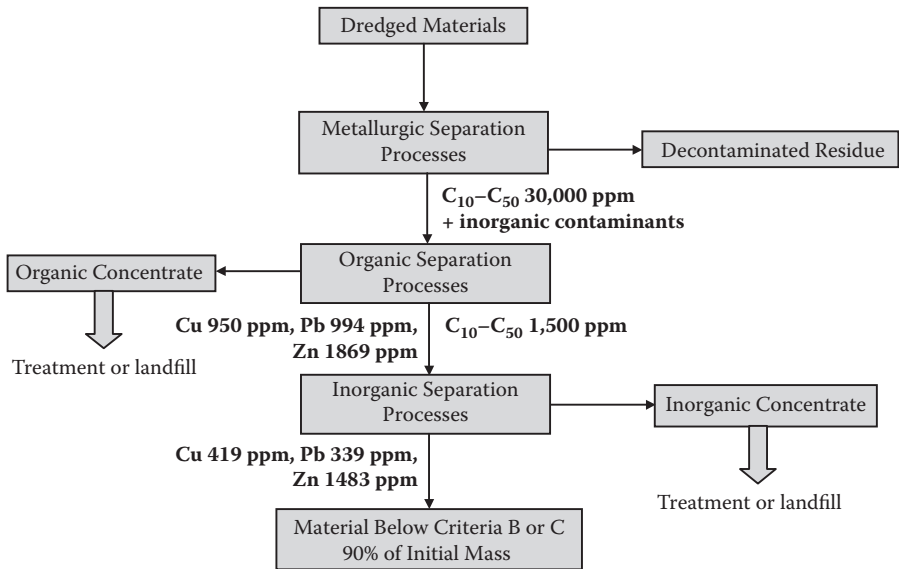 Dredged Materials
Metallurgic Separation
Processes
Decontaminated Residue
C₁₀–C₅₀ 30,000 ppm
+ inorganic contaminants
Organic Concentrate
Organic Separation
Processes
Treatment or landfill
Cu 950 ppm, Pb 994 ppm,
Zn 1869 ppm
C₁₀–C₅₀ 1,500 ppm
Inorganic Separation
Processes
Inorganic Concentrate
Cu 419 ppm, Pb 339 ppm,
Zn 1483 ppm
Treatment or landfill
Material Below Criteria B or C
90% of Initial Mass